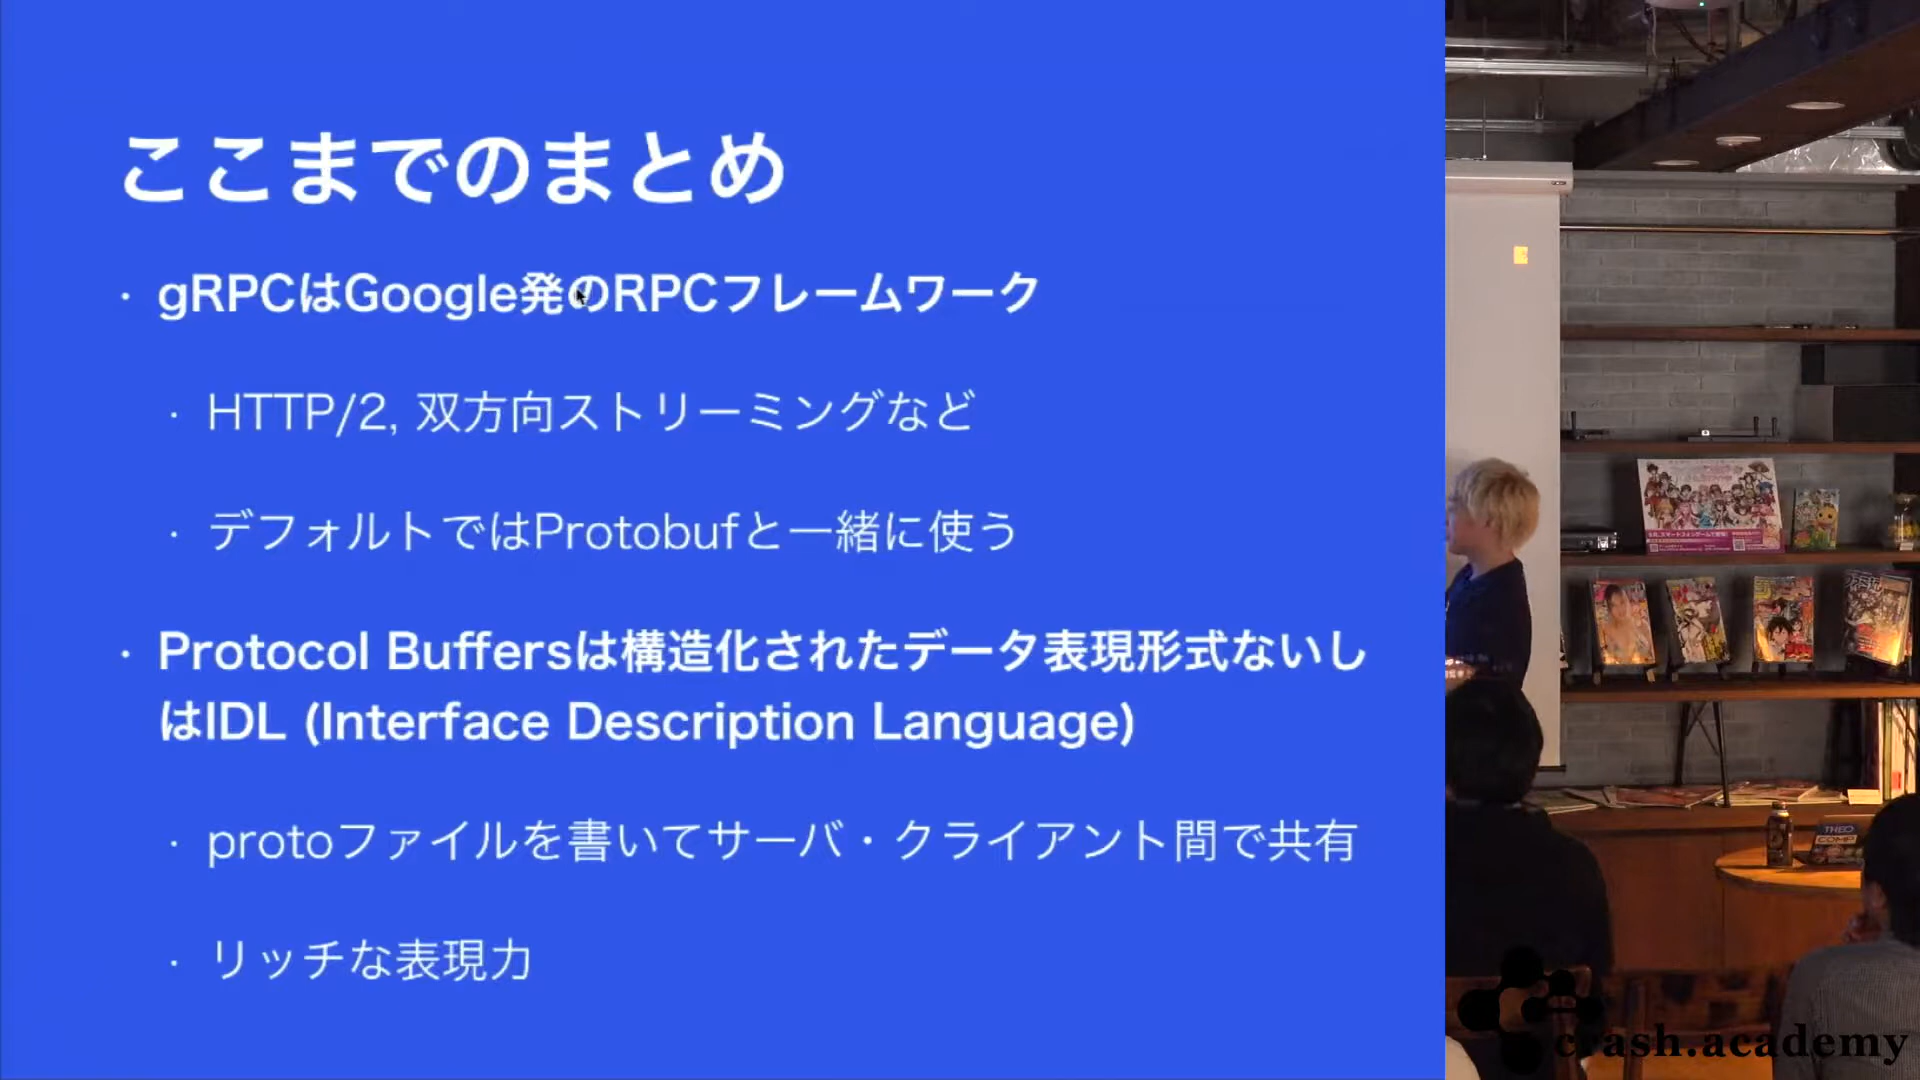 ここまでのまとめ
・gRPCはGoogle発のRPCフレームワーク
・HTTP/2, 双方向ストリーミングなど
・デフォルトではProtobufと一緒に使う
・Protocol Buffersは構造化されたデータ表現形式ないし
はIDL (Interface Description Language)
・protoファイルを書いてサーバ・クライアント間で共有
・リッチな表現力
THEO
crash.academy